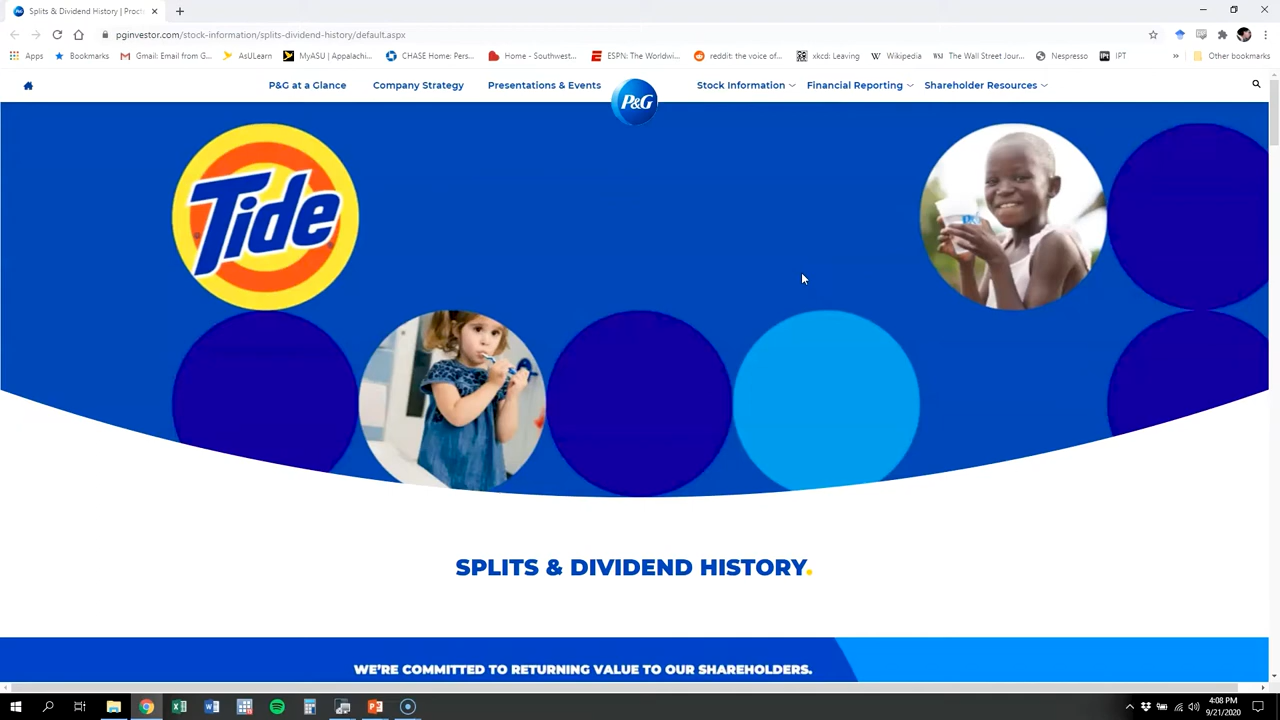 Splits & Dividend History | Proct
pginvestor.com/stock-information/splits-dividend-history/default.aspx
Apps
Bookmarks
Gmail: Email from G...
AsULearn
MyASU | Appalachi...
CHASE Home: Pers...
Home - Southwest...
ESPN: The Worldwi...
reddit: the voice of...
xkcd: Leaving
Wikipedia
WSJ
The Wall Street Jour...
Nespresso
IPT
Other bookmarks
P&G at a Glance
Company Strategy
Presentations & Events
P&G
Stock Information
Financial Reporting
Shareholder Resources
Tide
SPLITS & DIVIDEND HISTORY.
WE'RE COMMITTED TO RETURNING VALUE TO OUR SHAREHOLDERS.
4:08 PM
9/21/2020